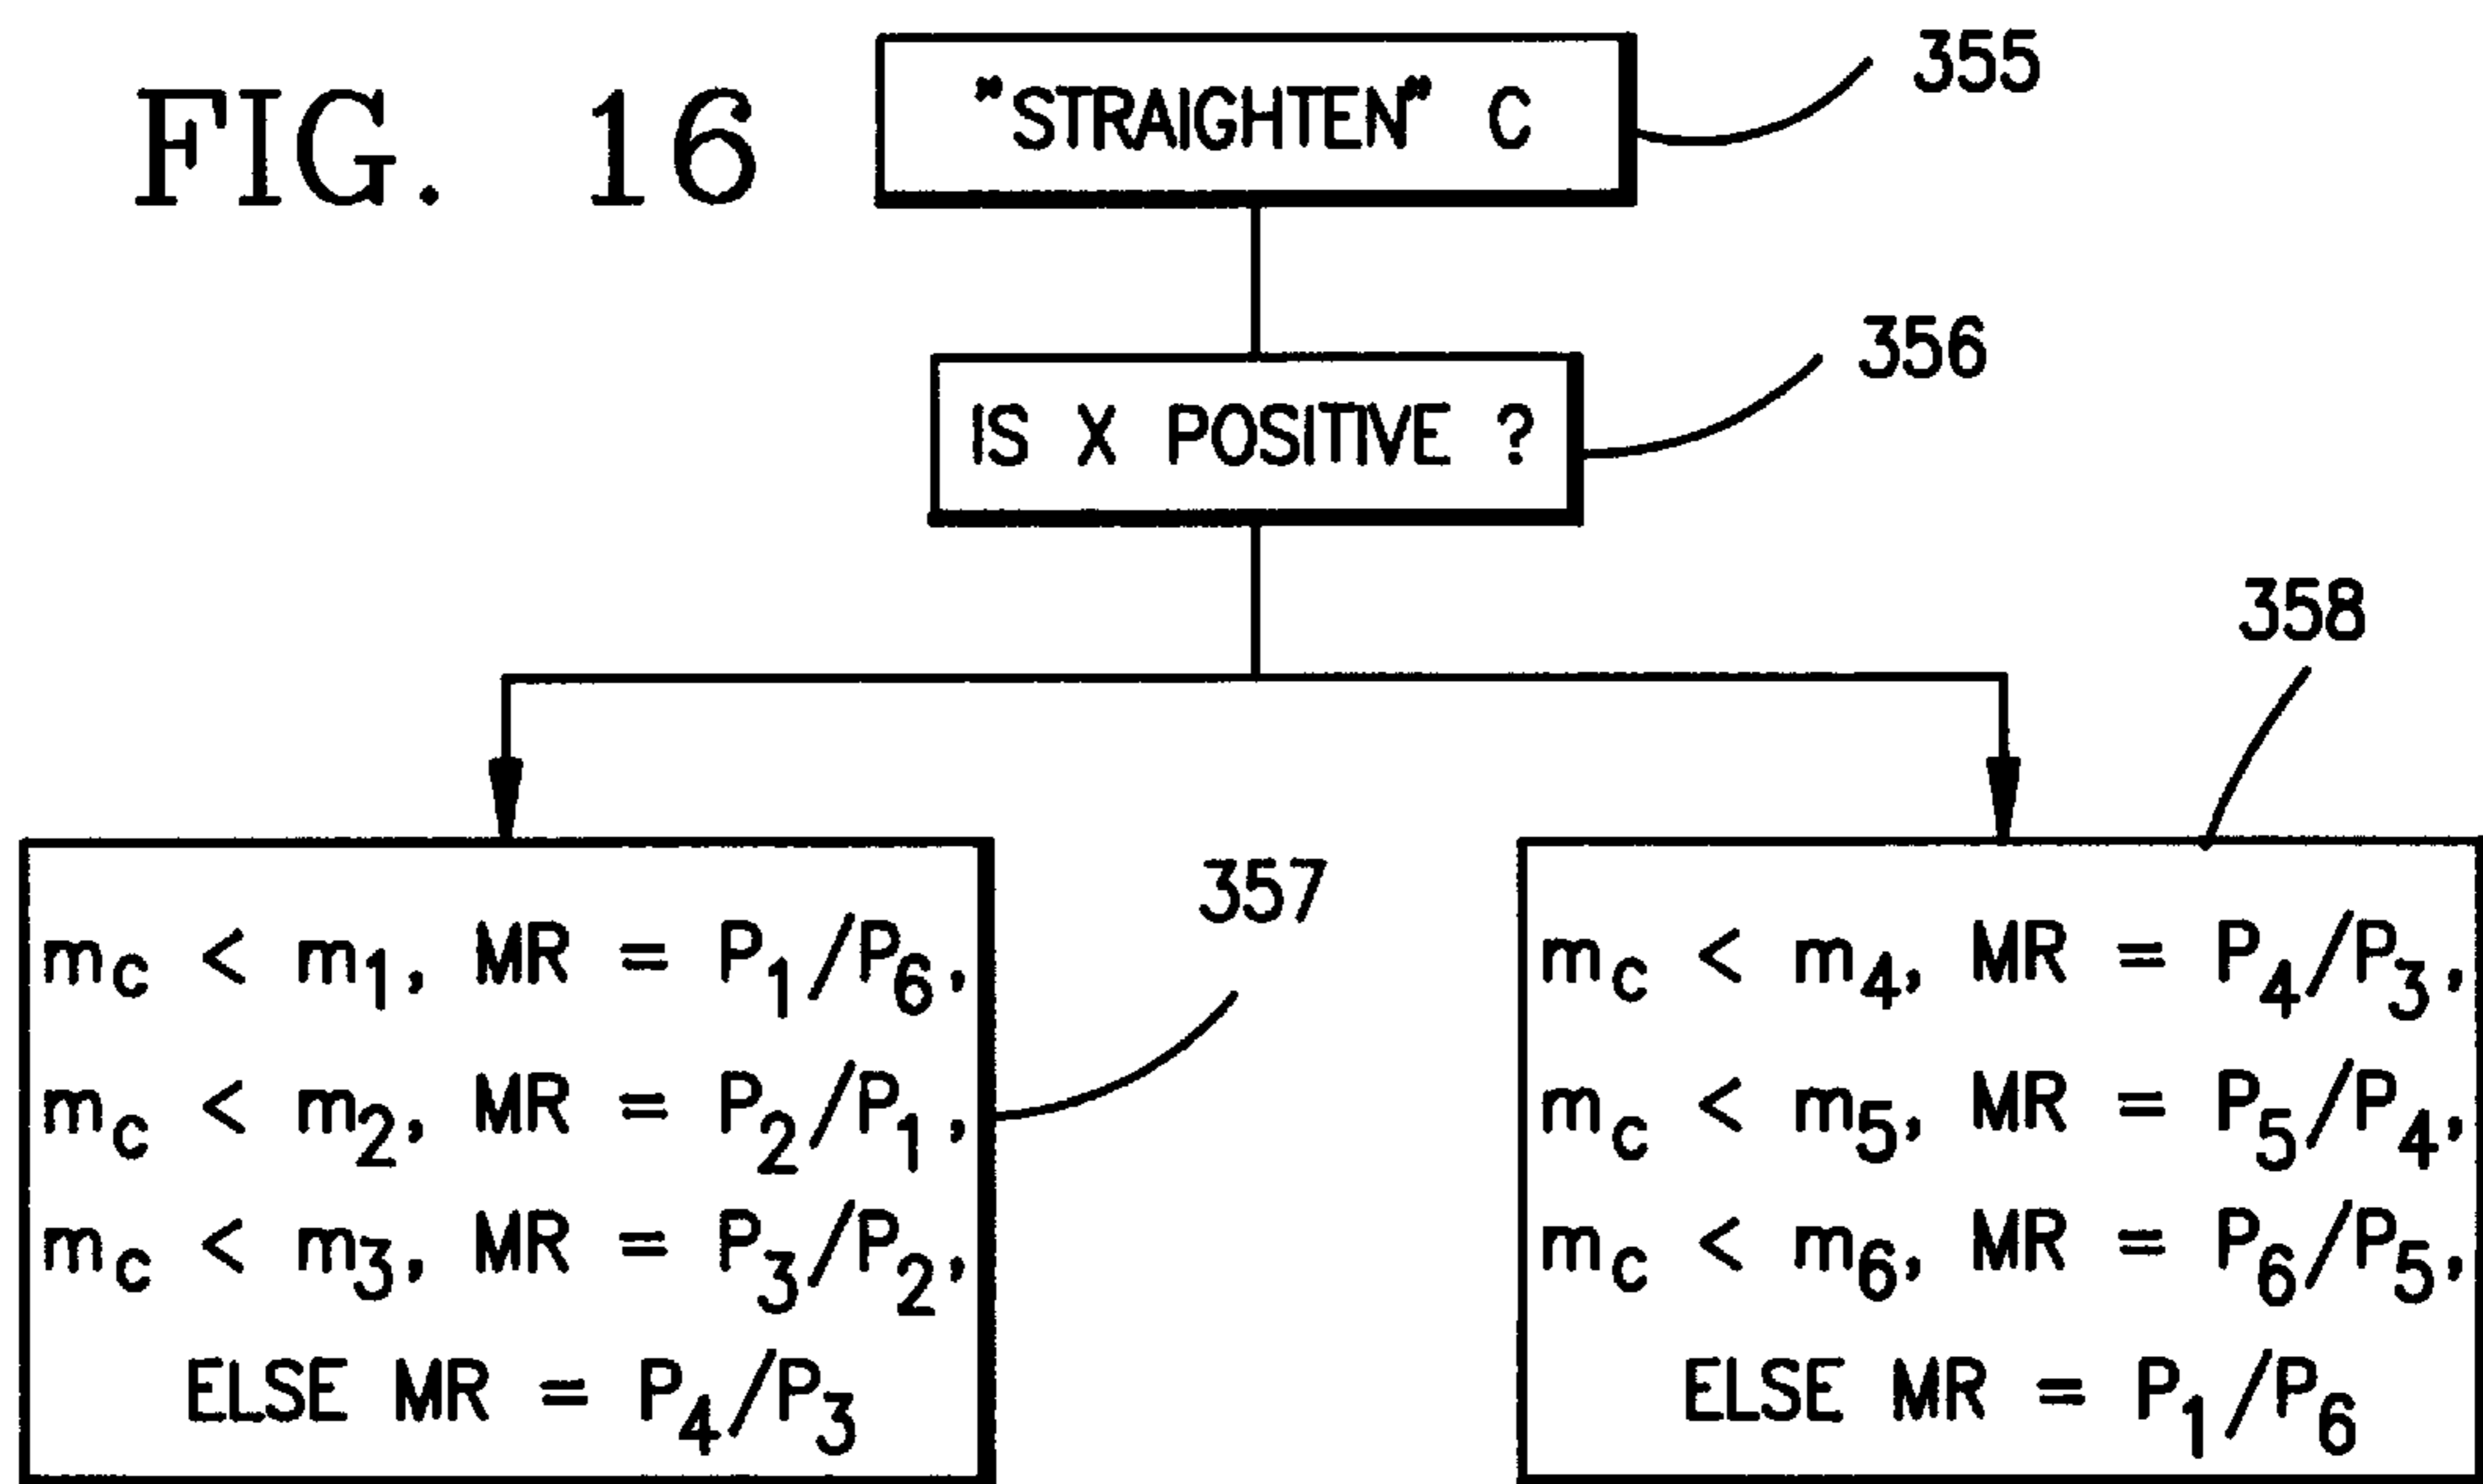 FIG. 16
"STRAIGHTEN" C
355
IS X POSITIVE ?
356
358
357
m_c < m_1, MR = P_1/P_6,
m_c < m_2, MR = P_2/P_1,
m_c < m_3, MR = P_3/P_2,
ELSE MR = P_4/P_3
m_c < m_4, MR = P_4/P_3,
m_c < m_5, MR = P_5/P_4,
m_c < m_6, MR = P_6/P_5,
ELSE MR = P_1/P_6